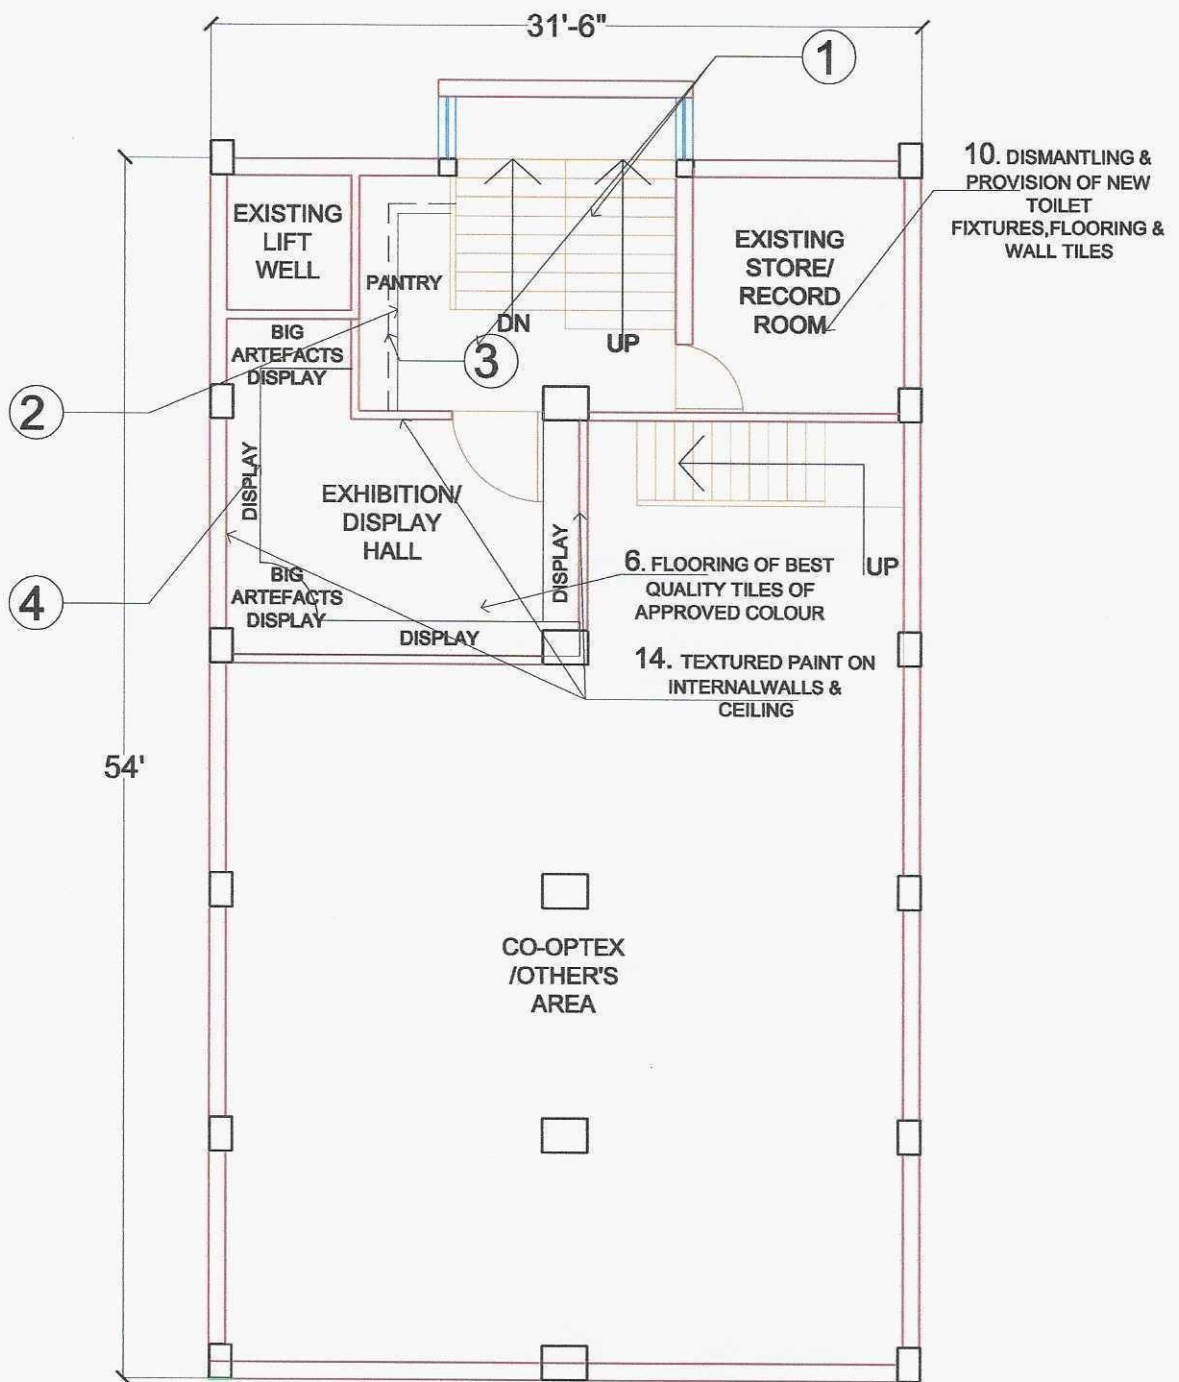 31'-6"
1
10. DISMANTLING &
PROVISION OF NEW
TOILET
FIXTURES,FLOORING &
WALL TILES
EXISTING
LIFT
WELL
PANTRY
EXISTING
STORE/
RECORD
ROOM
DN
UP
BIG
ARTEFACTS
DISPLAY
3
2
DISPLAY
EXHIBITION/
DISPLAY
HALL
DISPLAY
UP
6. FLOORING OF BEST
QUALITY TILES OF
APPROVED COLOUR
4
BIG
ARTEFACTS
DISPLAY
DISPLAY
14. TEXTURED PAINT ON
INTERNALWALLS &
CEILING
54'
CO-OPTEX
/OTHER'S
AREA